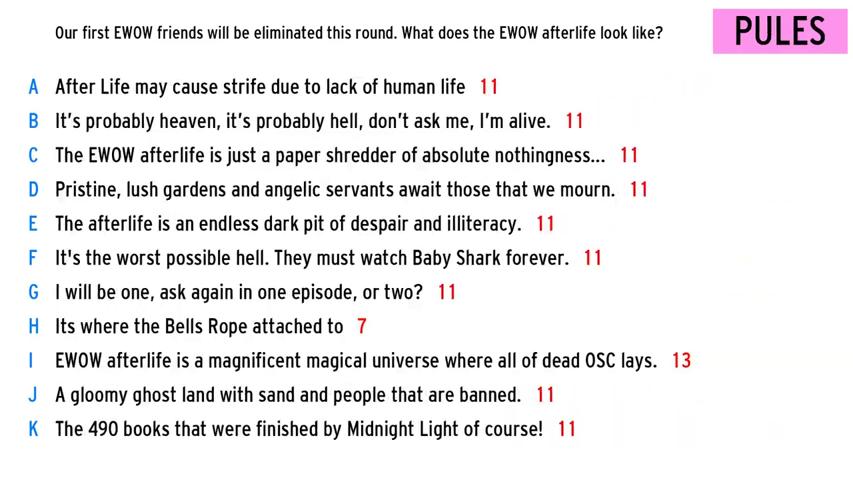 Our first EWOW friends will be eliminated this round. What does the EWOW afterlife look like?
PULES
A After Life may cause strife due to lack of human life 11
B It’s probably heaven, it’s probably hell, don’t ask me, I’m alive. 11
C The EWOW afterlife is just a paper shredder of absolute nothingness... 11
D Pristine, lush gardens and angelic servants await those that we mourn. 11
E The afterlife is an endless dark pit of despair and illiteracy. 11
F It's the worst possible hell. They must watch Baby Shark forever. 11
G I will be one, ask again in one episode, or two? 11
H Its where the Bells Rope attached to 7
I EWOW afterlife is a magnificent magical universe where all of dead OSC lays. 13
J A gloomy ghost land with sand and people that are banned. 11
K The 490 books that were finished by Midnight Light of course! 11